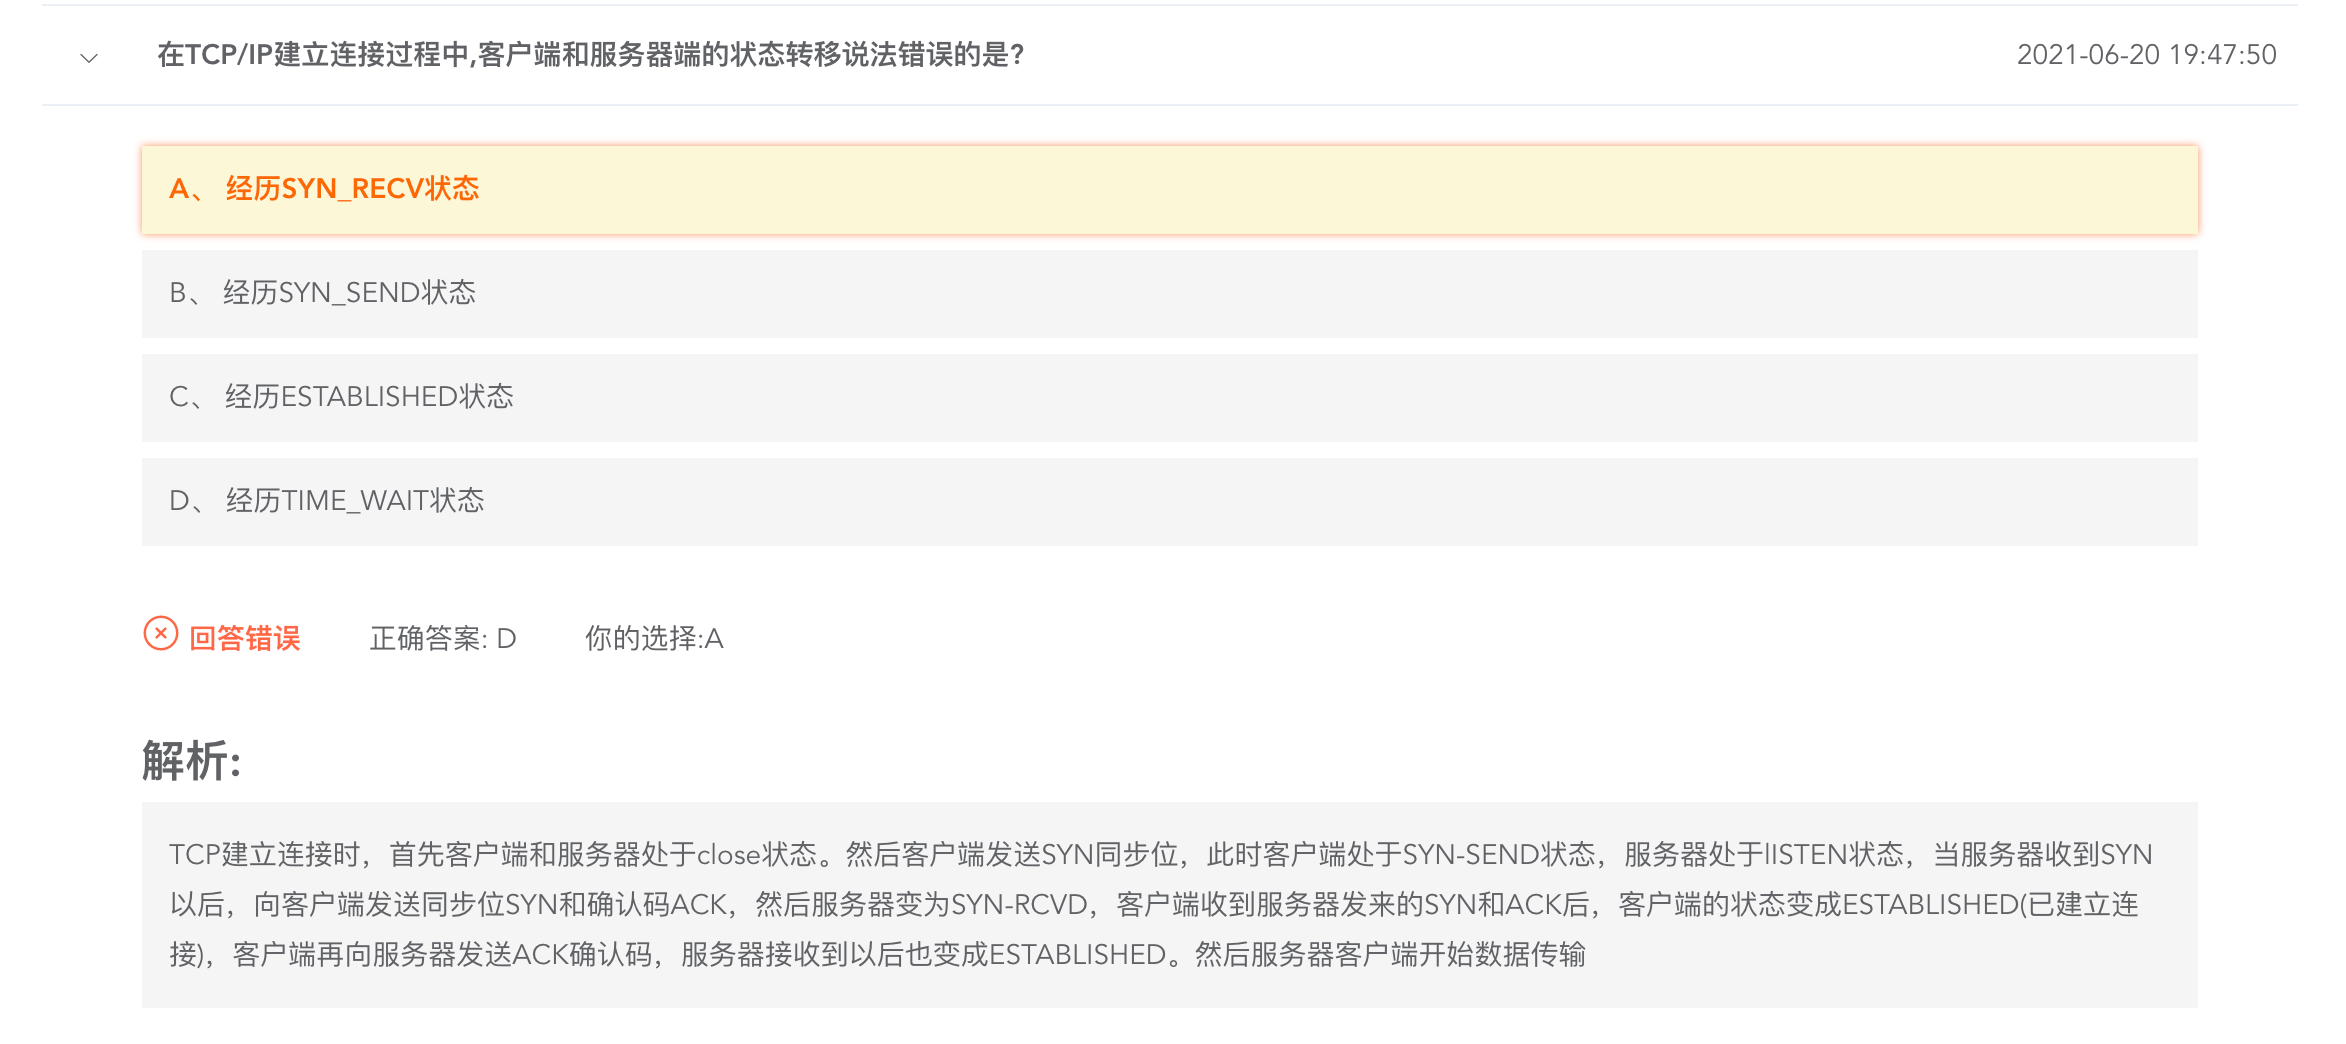 在TCP/IP建立连接过程中,客户端和服务器端的状态转移说法错误的是?
2021-06-20 19:47:50
A、 经历SYN_RECV状态
B、 经历SYN_SEND状态
C、 经历ESTABLISHED状态
D、 经历TIME_WAIT状态
回答错误 正确答案: D 你的选择:A
解析:
TCP建立连接时，首先客户端和服务器处于close状态。然后客户端发送SYN同步位，此时客户端处于SYN-SEND状态，服务器处于lISTEN状态，当服务器收到SYN
以后，向客户端发送同步位SYN和确认码ACK，然后服务器变为SYN-RCVD，客户端收到服务器发来的SYN和ACK后，客户端的状态变成ESTABLISHED(已建立连
接)，客户端再向服务器发送ACK确认码，服务器接收到以后也变成ESTABLISHED。然后服务器客户端开始数据传输